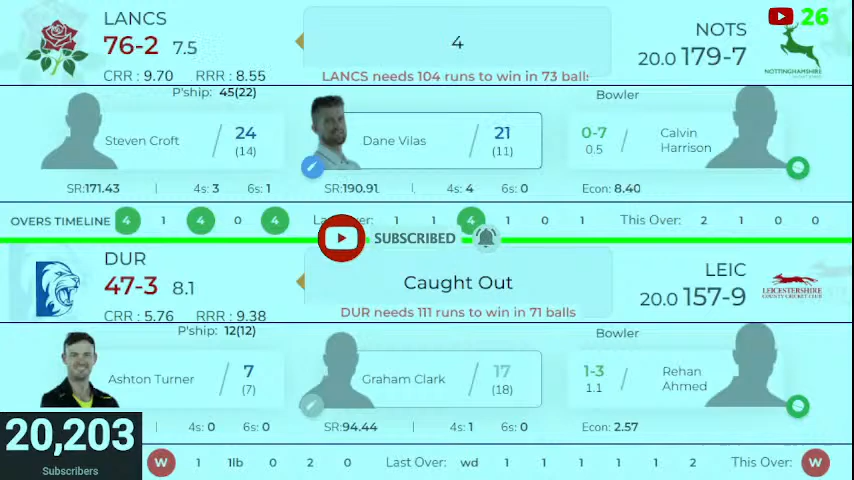 LANCS
76-2 7.5
CRR : 9.70 RRR : 8.55
4
LANCS needs 104 runs to win in 73 balls
NOTS
20.0 179-7
26
NOTTINGHAMSHIRE
P'ship: 45(22)
Steven Croft / 24 (14)
Dane Vilas / 21 (11)
Bowler
0-7 / 0.5 Calvin Harrison
SR:171.43 | 4s: 3 6s: 1
SR:190.91 | 4s: 4 6s: 0
Econ: 8.40
OVERS TIMELINE 4 1 4 0 4 Las over: 1 1 4 1 0 1 This Over: 2 1 0 0
SUBSCRIBED
DUR
47-3 8.1
CRR : 5.76 RRR : 9.38
Caught Out
DUR needs 111 runs to win in 71 balls
LEIC
20.0 157-9
LEICESTERSHIRE
COUNTY CRICKET CLUB
P'ship: 12(12)
Ashton Turner / 7 (7)
Graham Clark / 17 (18)
Bowler
1-3 / 1.1 Rehan Ahmed
4s: 0 6s: 0
SR:94.44 | 4s: 1 6s: 0
Econ: 2.57
20,203
Subscribers
W 1 1lb 0 2 0 Last Over: wd 1 1 1 1 1 2 This Over: W